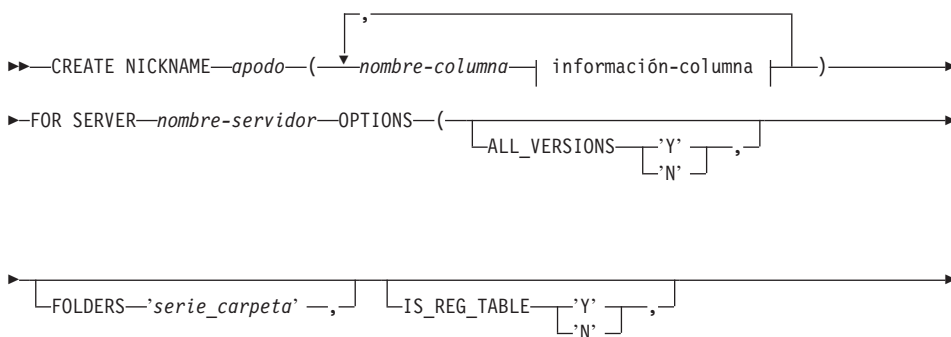 ,
CREATE NICKNAME apodo ( nombre-columna información-columna )
FOR SERVER nombre-servidor OPTIONS (
ALL_VERSIONS 'Y' ,
'N'
FOLDERS 'serie_carpeta' ,
IS_REG_TABLE 'Y' ,
'N'